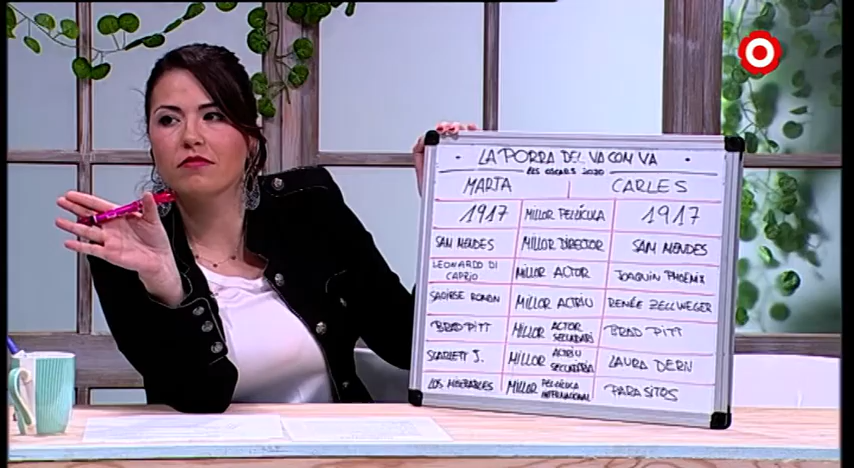 · LA PORRA DEL VA COM VA ·
ELS OSCARS 2020
MARTA | CARLES
1917 MILLOR PEL·LÍCULA 1917
SAM MENDES MILLOR DIRECTOR SAM MENDES
LEONARDO DI CAPRIO MILLOR ACTOR JOAQUIN PHOENIX
SAOIRSE RONAN MILLOR ACTRIU RENÉE ZELLWEGER
BRAD PITT MILLOR ACTOR SECUNDARI BRAD PITT
SCARLETT J. MILLOR ACTRIU SECUNDÀRIA LAURA DERN
LOS MISERABLES MILLOR PEL·LÍCULA INTERNACIONAL PARASITOS